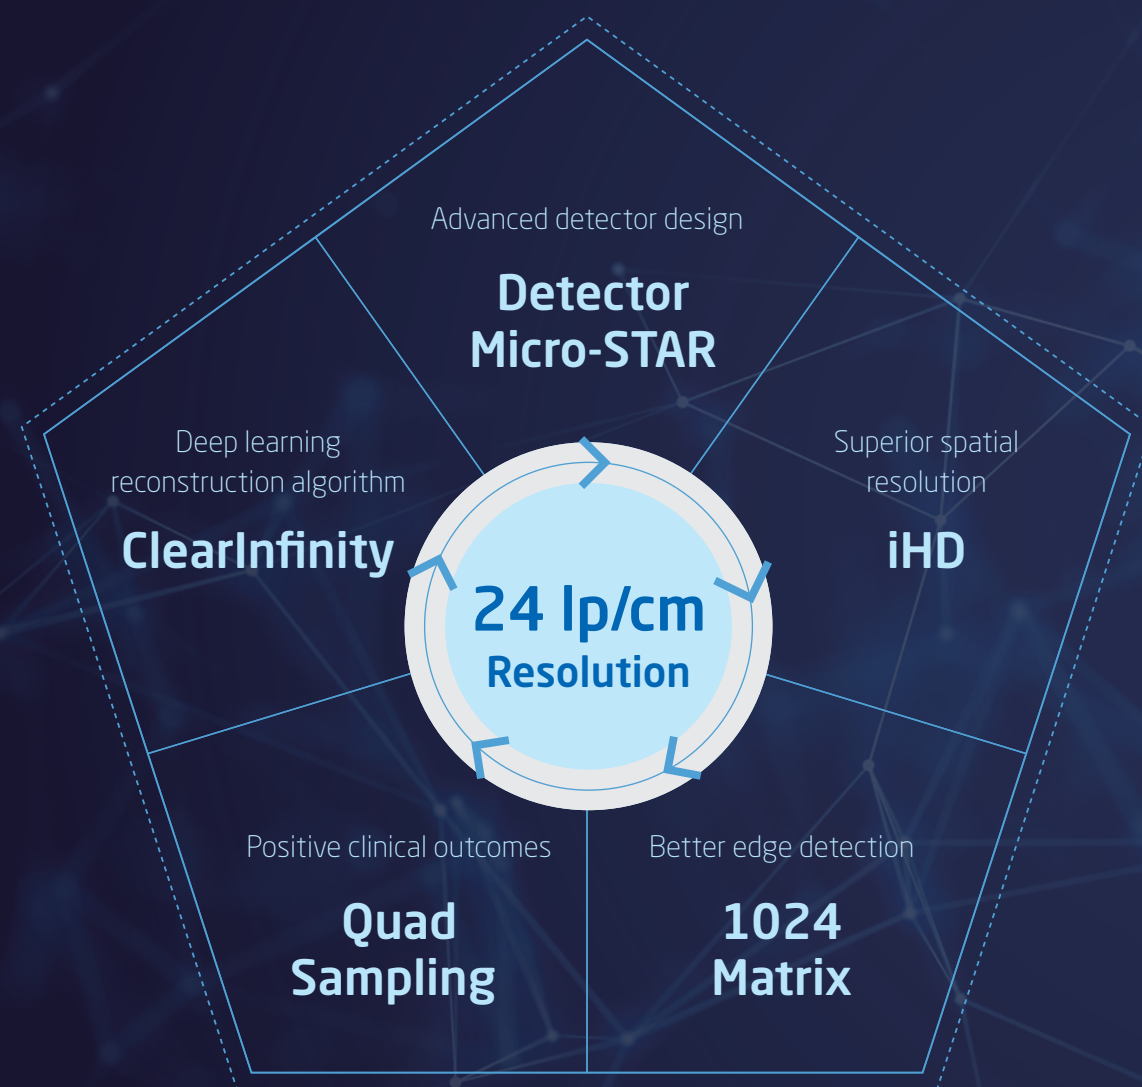 Advanced detector design
Detector
Micro-STAR
Deep learning
reconstruction algorithm
ClearInfinity
Superior spatial
resolution
iHD
24 lp/cm
Resolution
Positive clinical outcomes
Quad
Sampling
Better edge detection
1024
Matrix